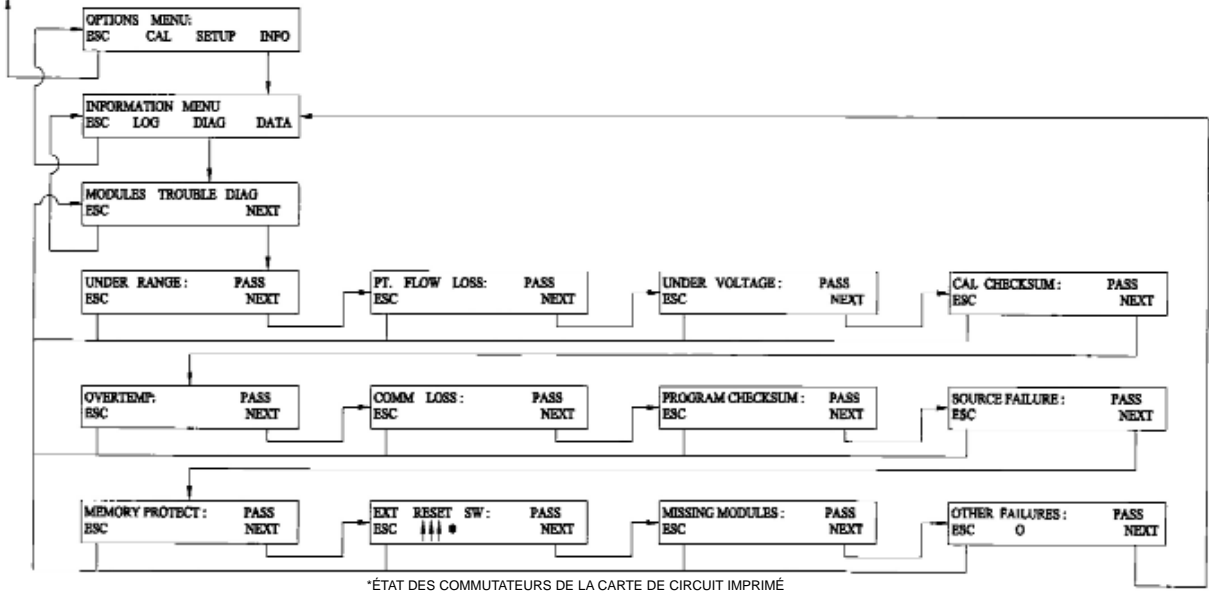 OPTIONS MENU:
ESC CAL SETUP INFO
INFORMATION MENU
ESC LOG DIAG DATA
MODULES TROUBLE DIAG
ESC NEXT
UNDER RANGE: PASS
ESC NEXT
PT. FLOW LOSS: PASS
ESC NEXT
UNDER VOLTAGE: PASS
ESC NEXT
CAL CHECKSUM: PASS
ESC NEXT
OVERTEMP: PASS
ESC NEXT
COMM LOSS: PASS
ESC NEXT
PROGRAM CHECKSUM: PASS
ESC NEXT
SOURCE FAILURE: PASS
ESC NEXT
MEMORY PROTECT: PASS
ESC NEXT
EXT RESET SW: PASS
ESC * NEXT
MISSING MODULES: PASS
ESC NEXT
OTHER FAILURES: PASS
ESC 0 NEXT
*ÉTAT DES COMMUTATEURS DE LA CARTE DE CIRCUIT IMPRIMÉ